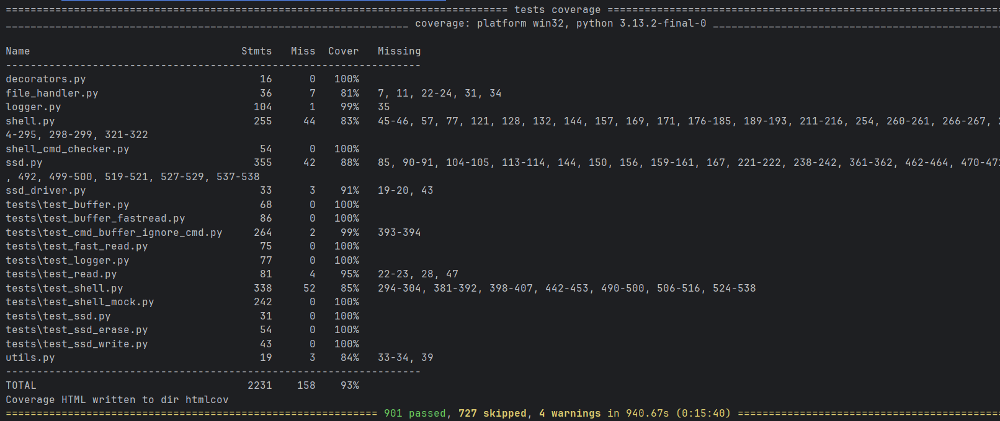 ================================================================================= tests coverage ================================================================
_________________________________________________________________ coverage: platform win32, python 3.13.2-final-0 _______________________________________________
Name                                  Stmts   Miss  Cover   Missing
-------------------------------------------------------------------
decorators.py                            16      0   100%
file_handler.py                          36      7    81%   7, 11, 22-24, 31, 34
logger.py                               104      1    99%   35
shell.py                                255     44    83%   45-46, 57, 77, 121, 128, 132, 144, 157, 169, 171, 176-185, 189-193, 211-216, 254, 260-261, 266-267,
4-295, 298-299, 321-322
shell_cmd_checker.py                     54      0   100%
ssd.py                                  355     42    88%   85, 90-91, 104-105, 113-114, 144, 150, 156, 159-161, 167, 221-222, 238-242, 361-362, 462-464, 470-471
, 492, 499-500, 519-521, 527-529, 537-538
ssd_driver.py                            33      3    91%   19-20, 43
tests\test_buffer.py                     68      0   100%
tests\test_buffer_fastread.py            86      0   100%
tests\test_cmd_buffer_ignore_cmd.py     264      2    99%   393-394
tests\test_fast_read.py                  75      0   100%
tests\test_logger.py                     77      0   100%
tests\test_read.py                       81      4    95%   22-23, 28, 47
tests\test_shell.py                     338     52    85%   294-304, 381-392, 398-407, 442-453, 490-500, 506-516, 524-538
tests\test_shell_mock.py                242      0   100%
tests\test_ssd.py                        31      0   100%
tests\test_ssd_erase.py                  54      0   100%
tests\test_ssd_write.py                  43      0   100%
utils.py                                 19      3    84%   33-34, 39
-------------------------------------------------------------------
TOTAL                                  2231    158    93%
Coverage HTML written to dir htmlcov
============================================================ 901 passed, 727 skipped, 4 warnings in 940.67s (0:15:40) ===========================================